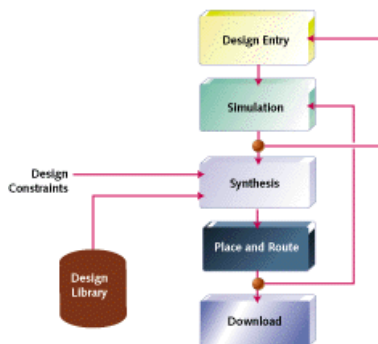 Design Entry
Simulation
Design
Constraints
Synthesis
Place and Route
Design
Library
Download